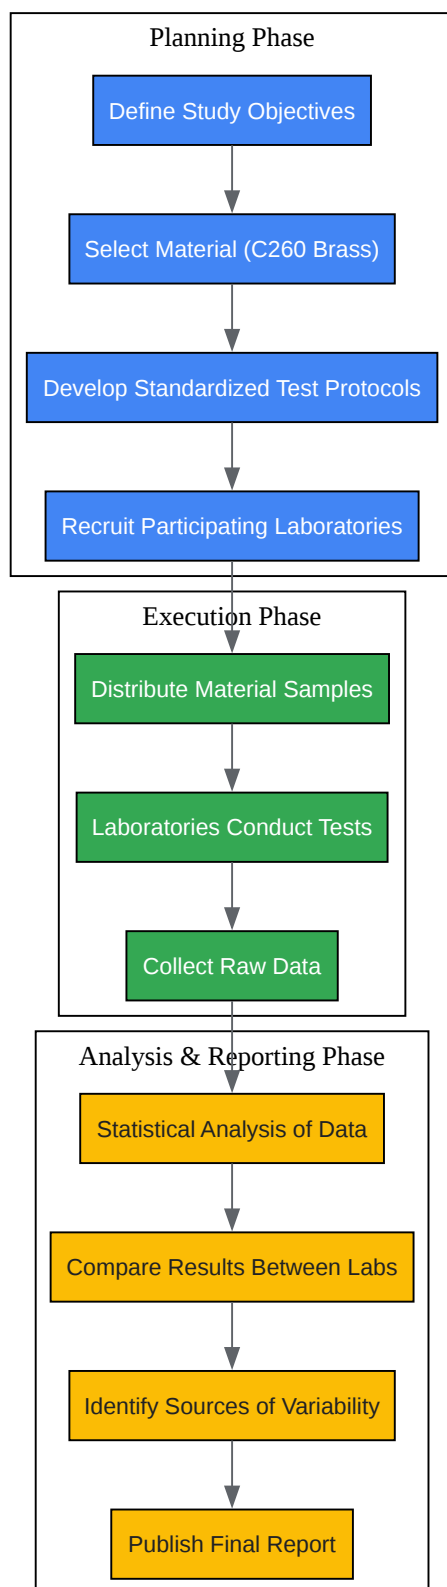 Planning Phase
Define Study Objectives
Select Material (C260 Brass)
Develop Standardized Test Protocols
Recruit Participating Laboratories
Execution Phase
Distribute Material Samples
Laboratories Conduct Tests
Collect Raw Data
Analysis & Reporting Phase
Statistical Analysis of Data
Compare Results Between Labs
Identify Sources of Variability
Publish Final Report